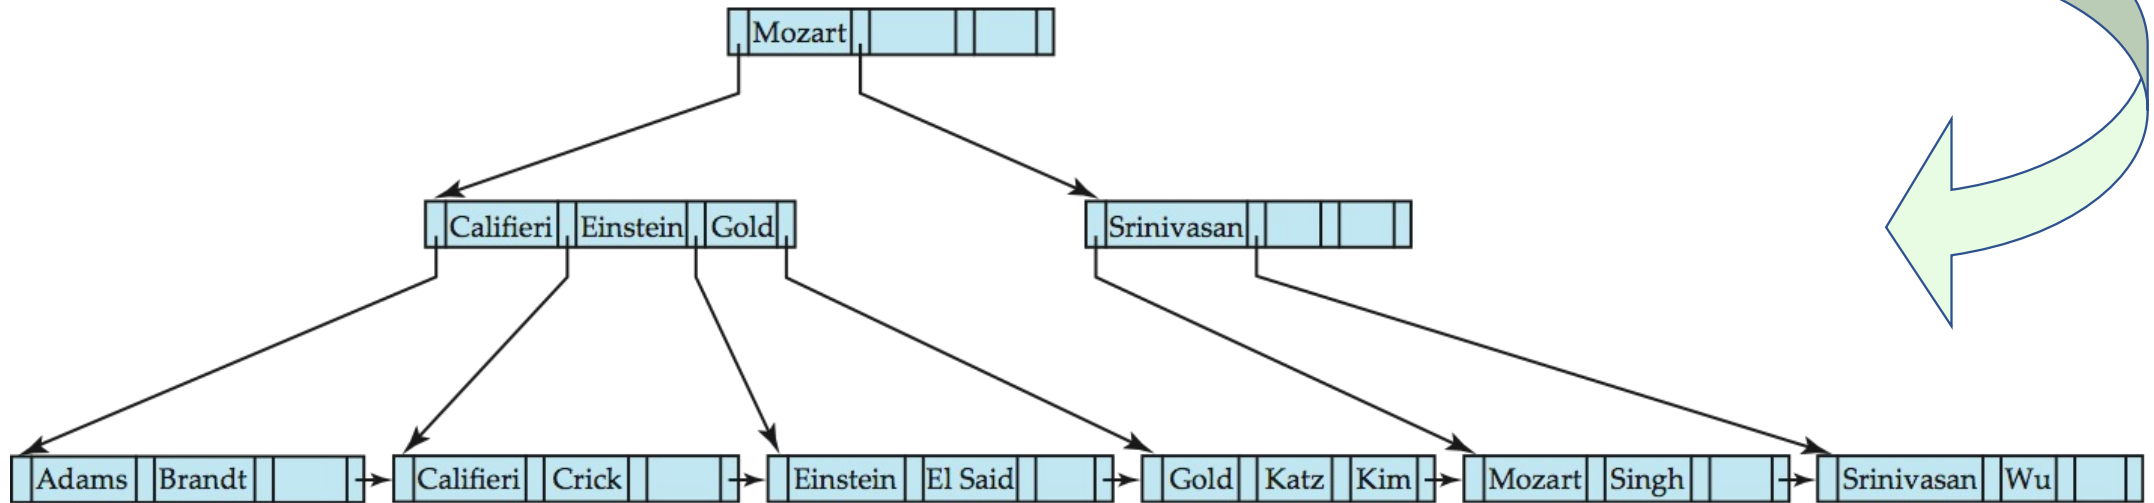 Mozart
Califieri Einstein Gold Srinivasan
Adams Brandt Califieri Crick Einstein El Said Gold Katz Kim Mozart Singh Srinivasan Wu